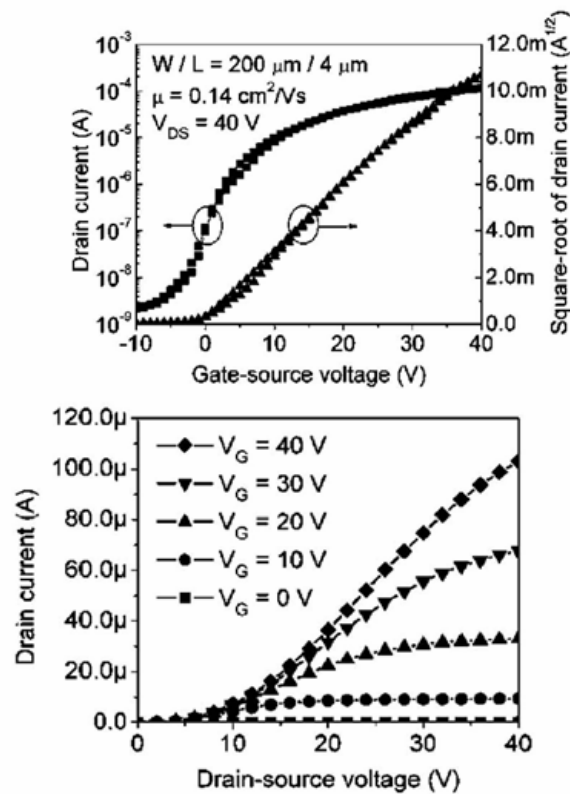 W / L = 200 μm / 4 μm
μ = 0.14 cm²/Vs
V_DS = 40 V
Drain current (A)
10⁻³
10⁻⁴
10⁻⁵
10⁻⁶
10⁻⁷
10⁻⁸
10⁻⁹
12.0m
10.0m
8.0m
6.0m
4.0m
2.0m
0.0
Square-root of drain current (A^1/2)
-10 0 10 20 30 40
Gate-source voltage (V)
Drain current (A)
120.0μ
100.0μ
80.0μ
60.0μ
40.0μ
20.0μ
0.0
V_G = 40 V
V_G = 30 V
V_G = 20 V
V_G = 10 V
V_G = 0 V
0 10 20 30 40
Drain-source voltage (V)